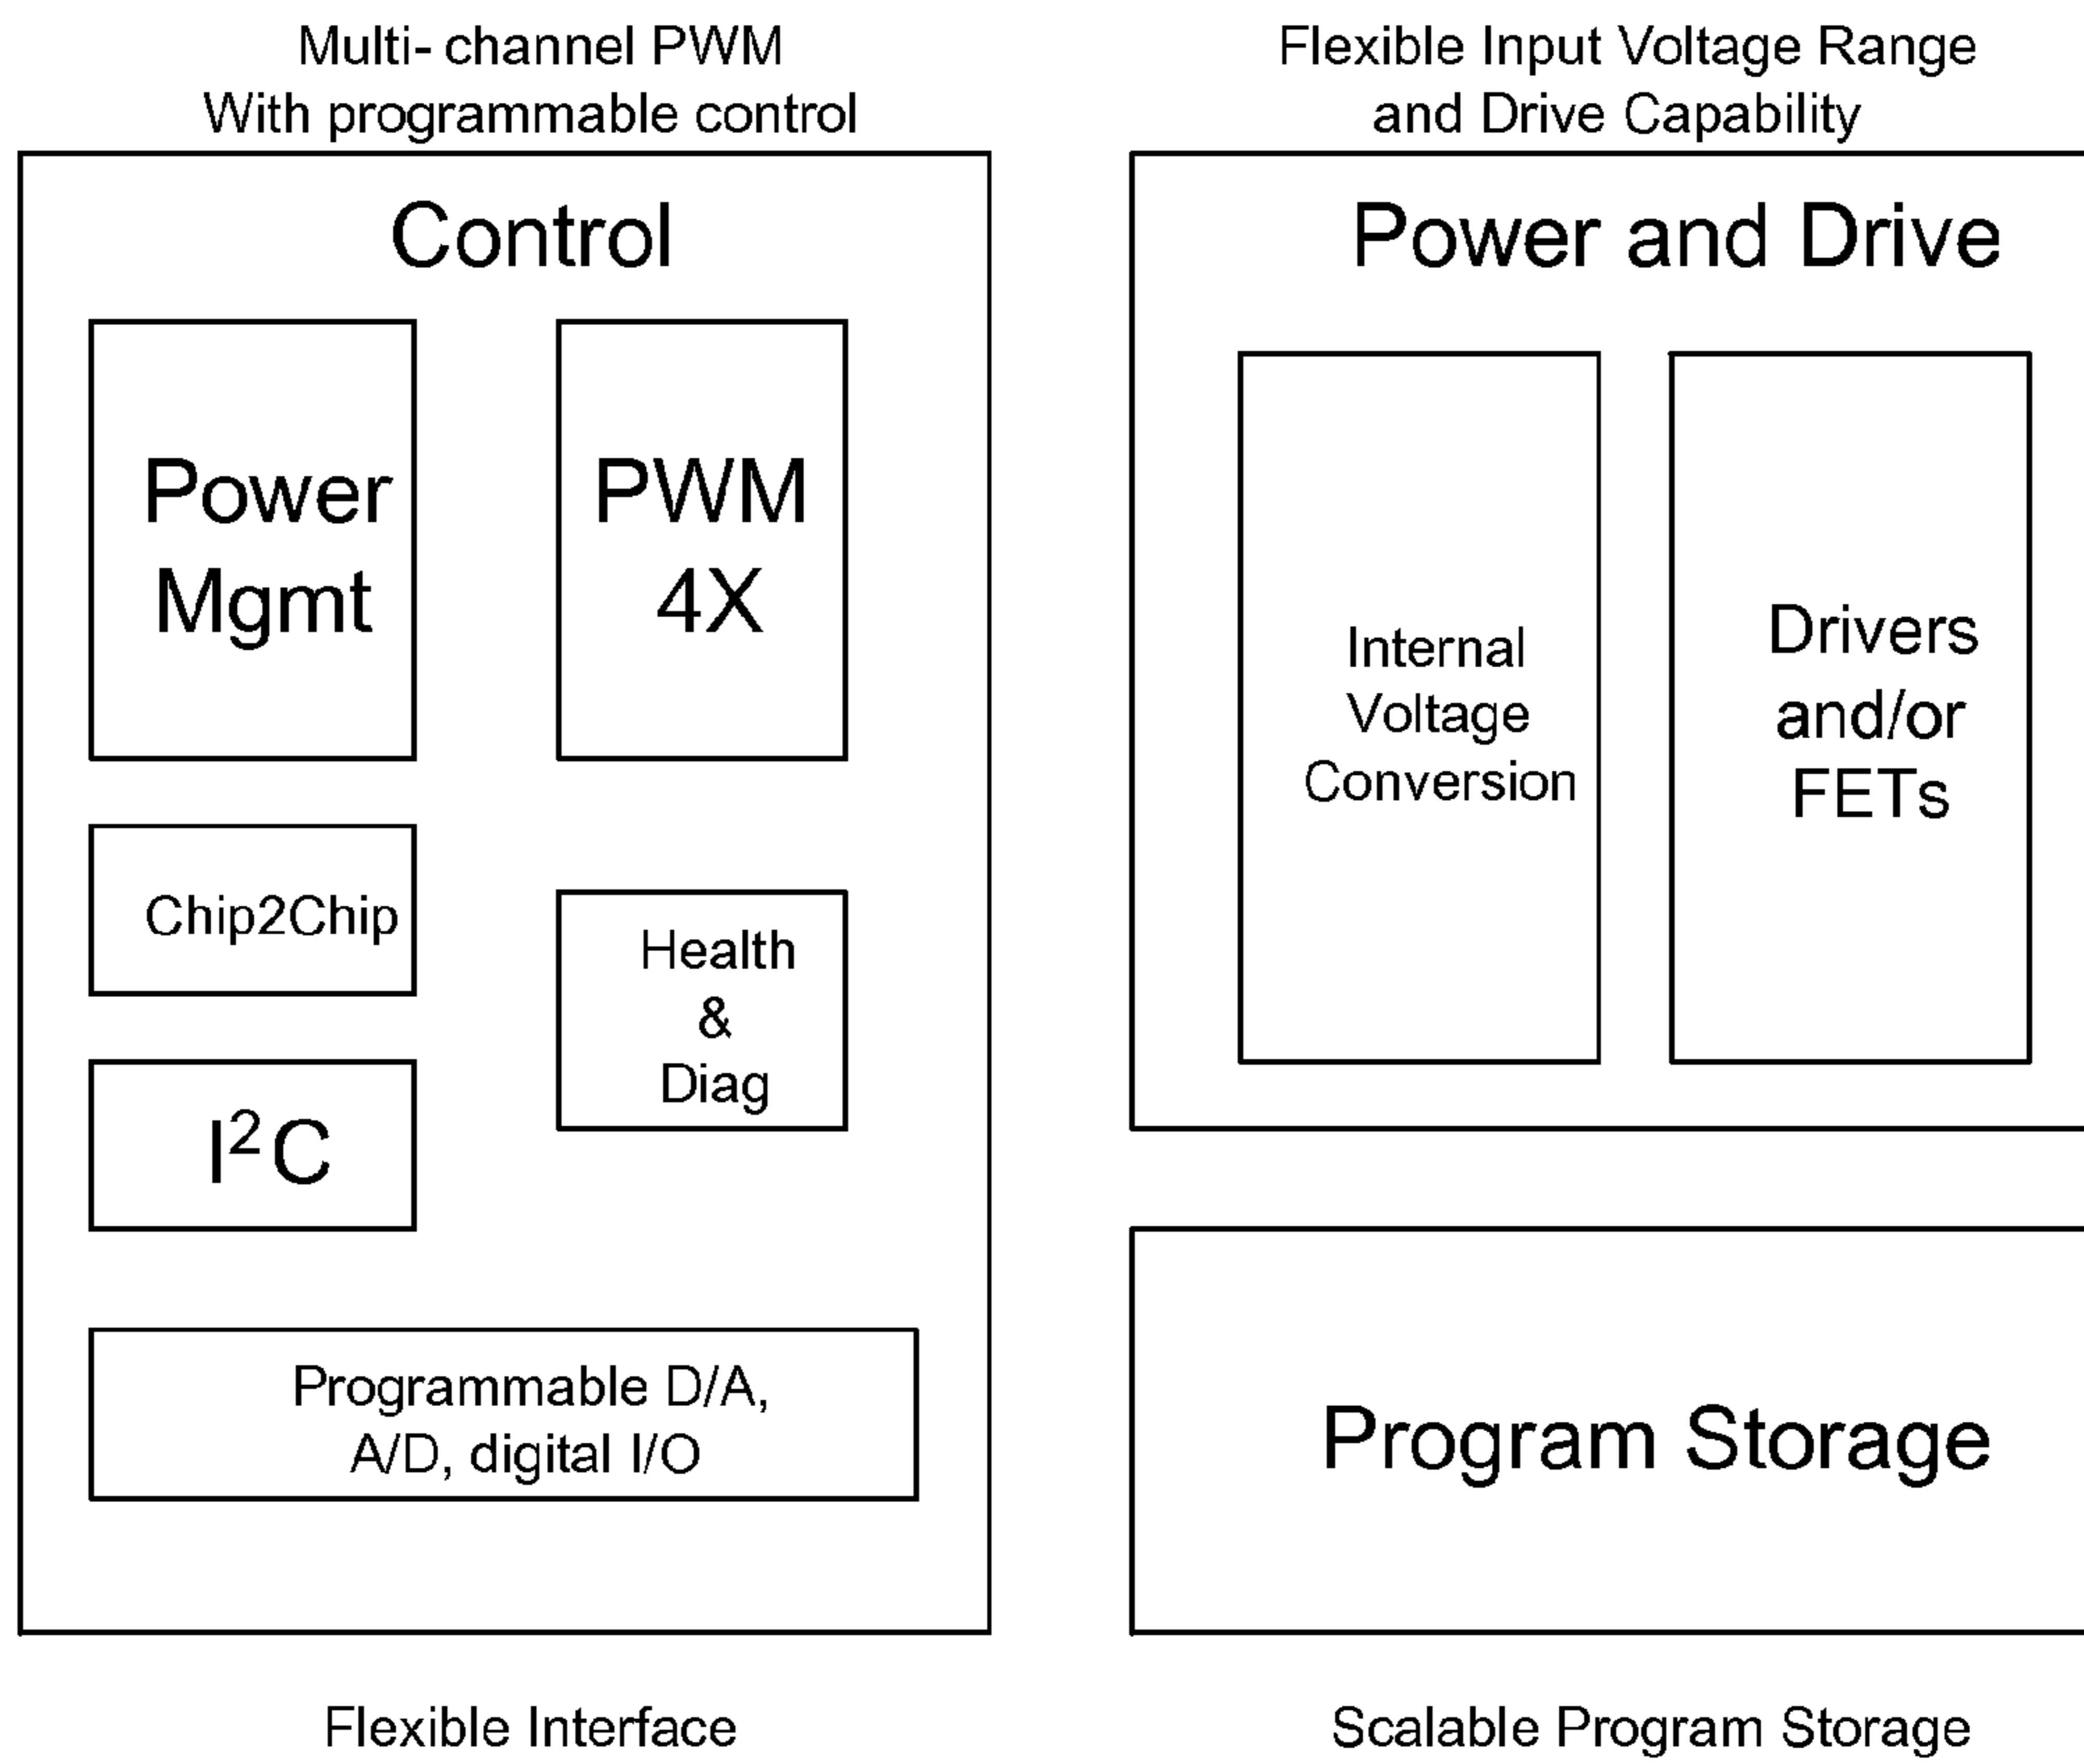 Multi- channel PWM
With programmable control
Control
Power
Mgmt
PWM
4X
Chip2Chip
Health
&
Diag
I²C
Programmable D/A,
A/D, digital I/O
Flexible Interface
Flexible Input Voltage Range
and Drive Capability
Power and Drive
Internal
Voltage
Conversion
Drivers
and/or
FETs
Program Storage
Scalable Program Storage